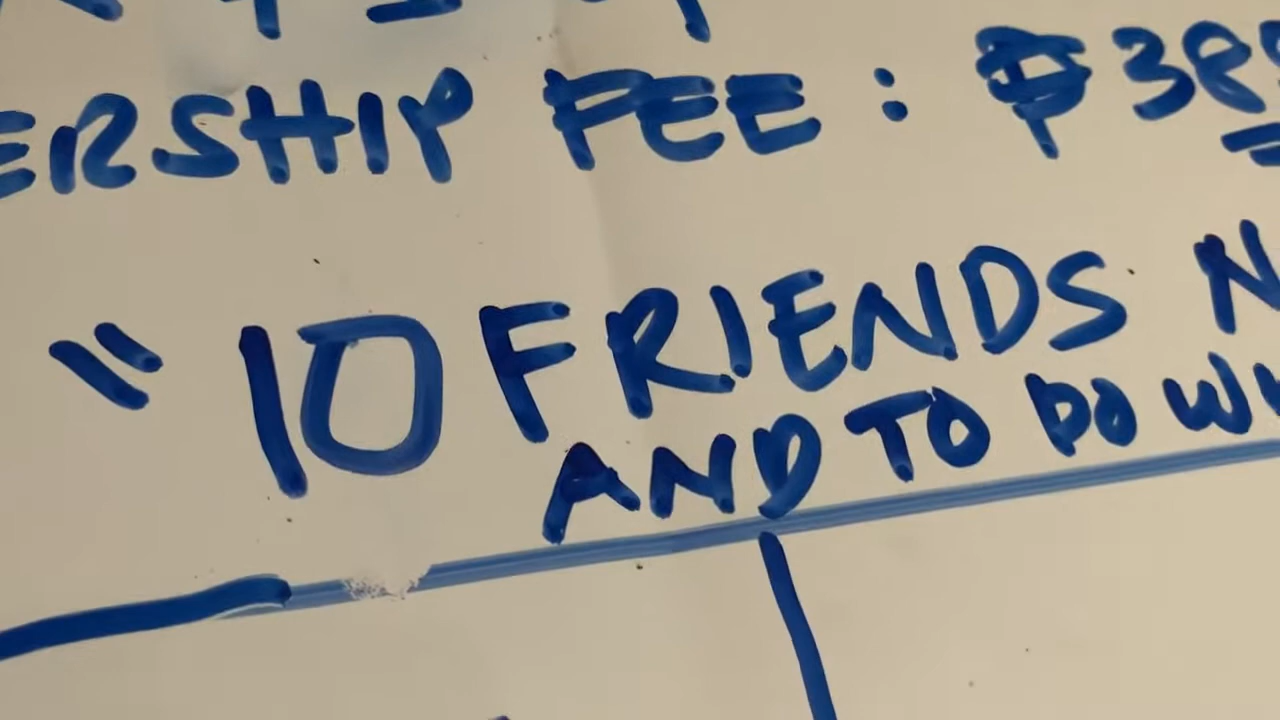 ERSHIP FEE : ₱38
"10 FRIENDS N
AND TO DO W